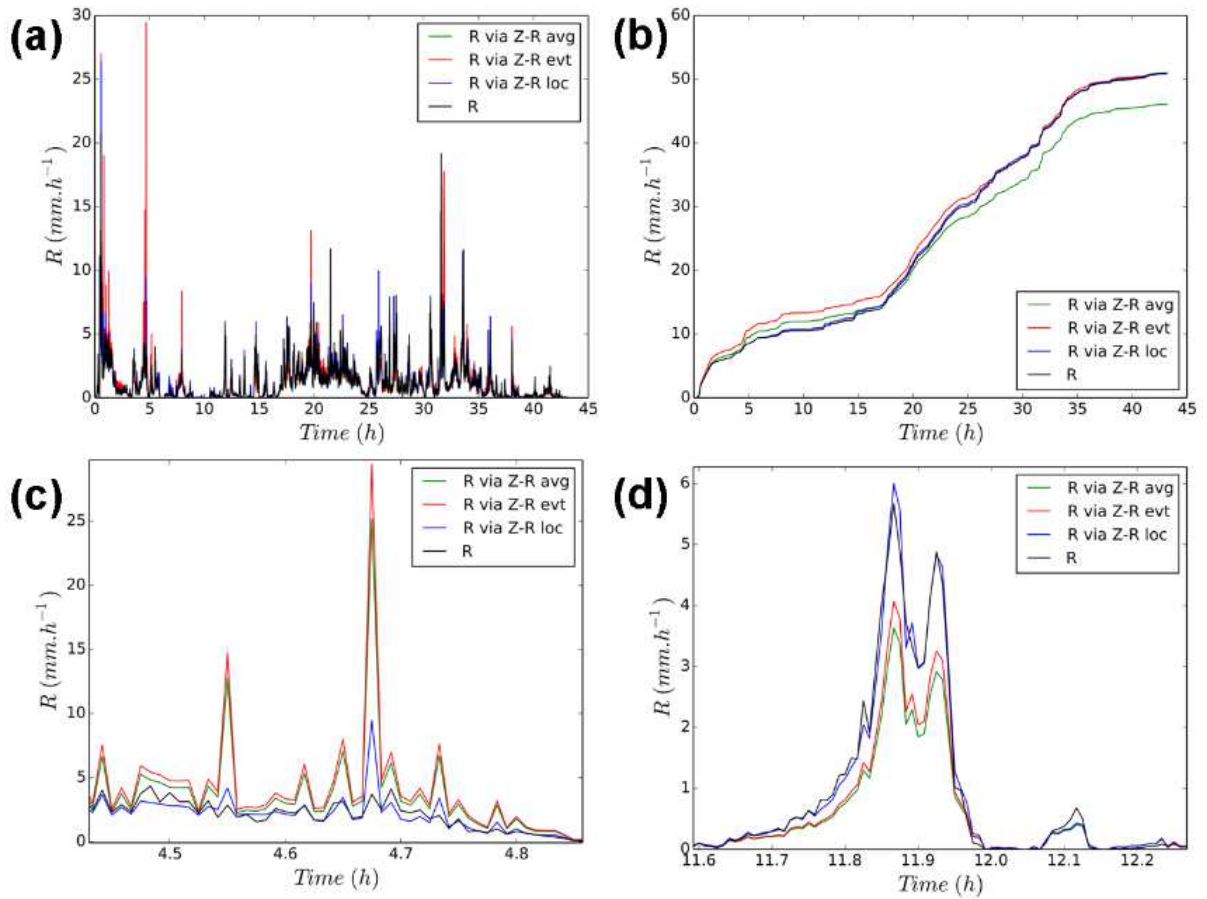 (a)
R (mm.h⁻¹)
30
25
20
15
10
5
0
R via Z-R avg
R via Z-R evt
R via Z-R loc
R
0 5 10 15 20 25 30 35 40 45
Time (h)
(b)
R (mm.h⁻¹)
60
50
40
30
20
10
0
R via Z-R avg
R via Z-R evt
R via Z-R loc
R
0 5 10 15 20 25 30 35 40 45
Time (h)
(c)
R (mm.h⁻¹)
25
20
15
10
5
0
R via Z-R avg
R via Z-R evt
R via Z-R loc
R
4.5 4.6 4.7 4.8
Time (h)
(d)
R (mm.h⁻¹)
6
5
4
3
2
1
0
R via Z-R avg
R via Z-R evt
R via Z-R loc
R
11.6 11.7 11.8 11.9 12.0 12.1 12.2
Time (h)